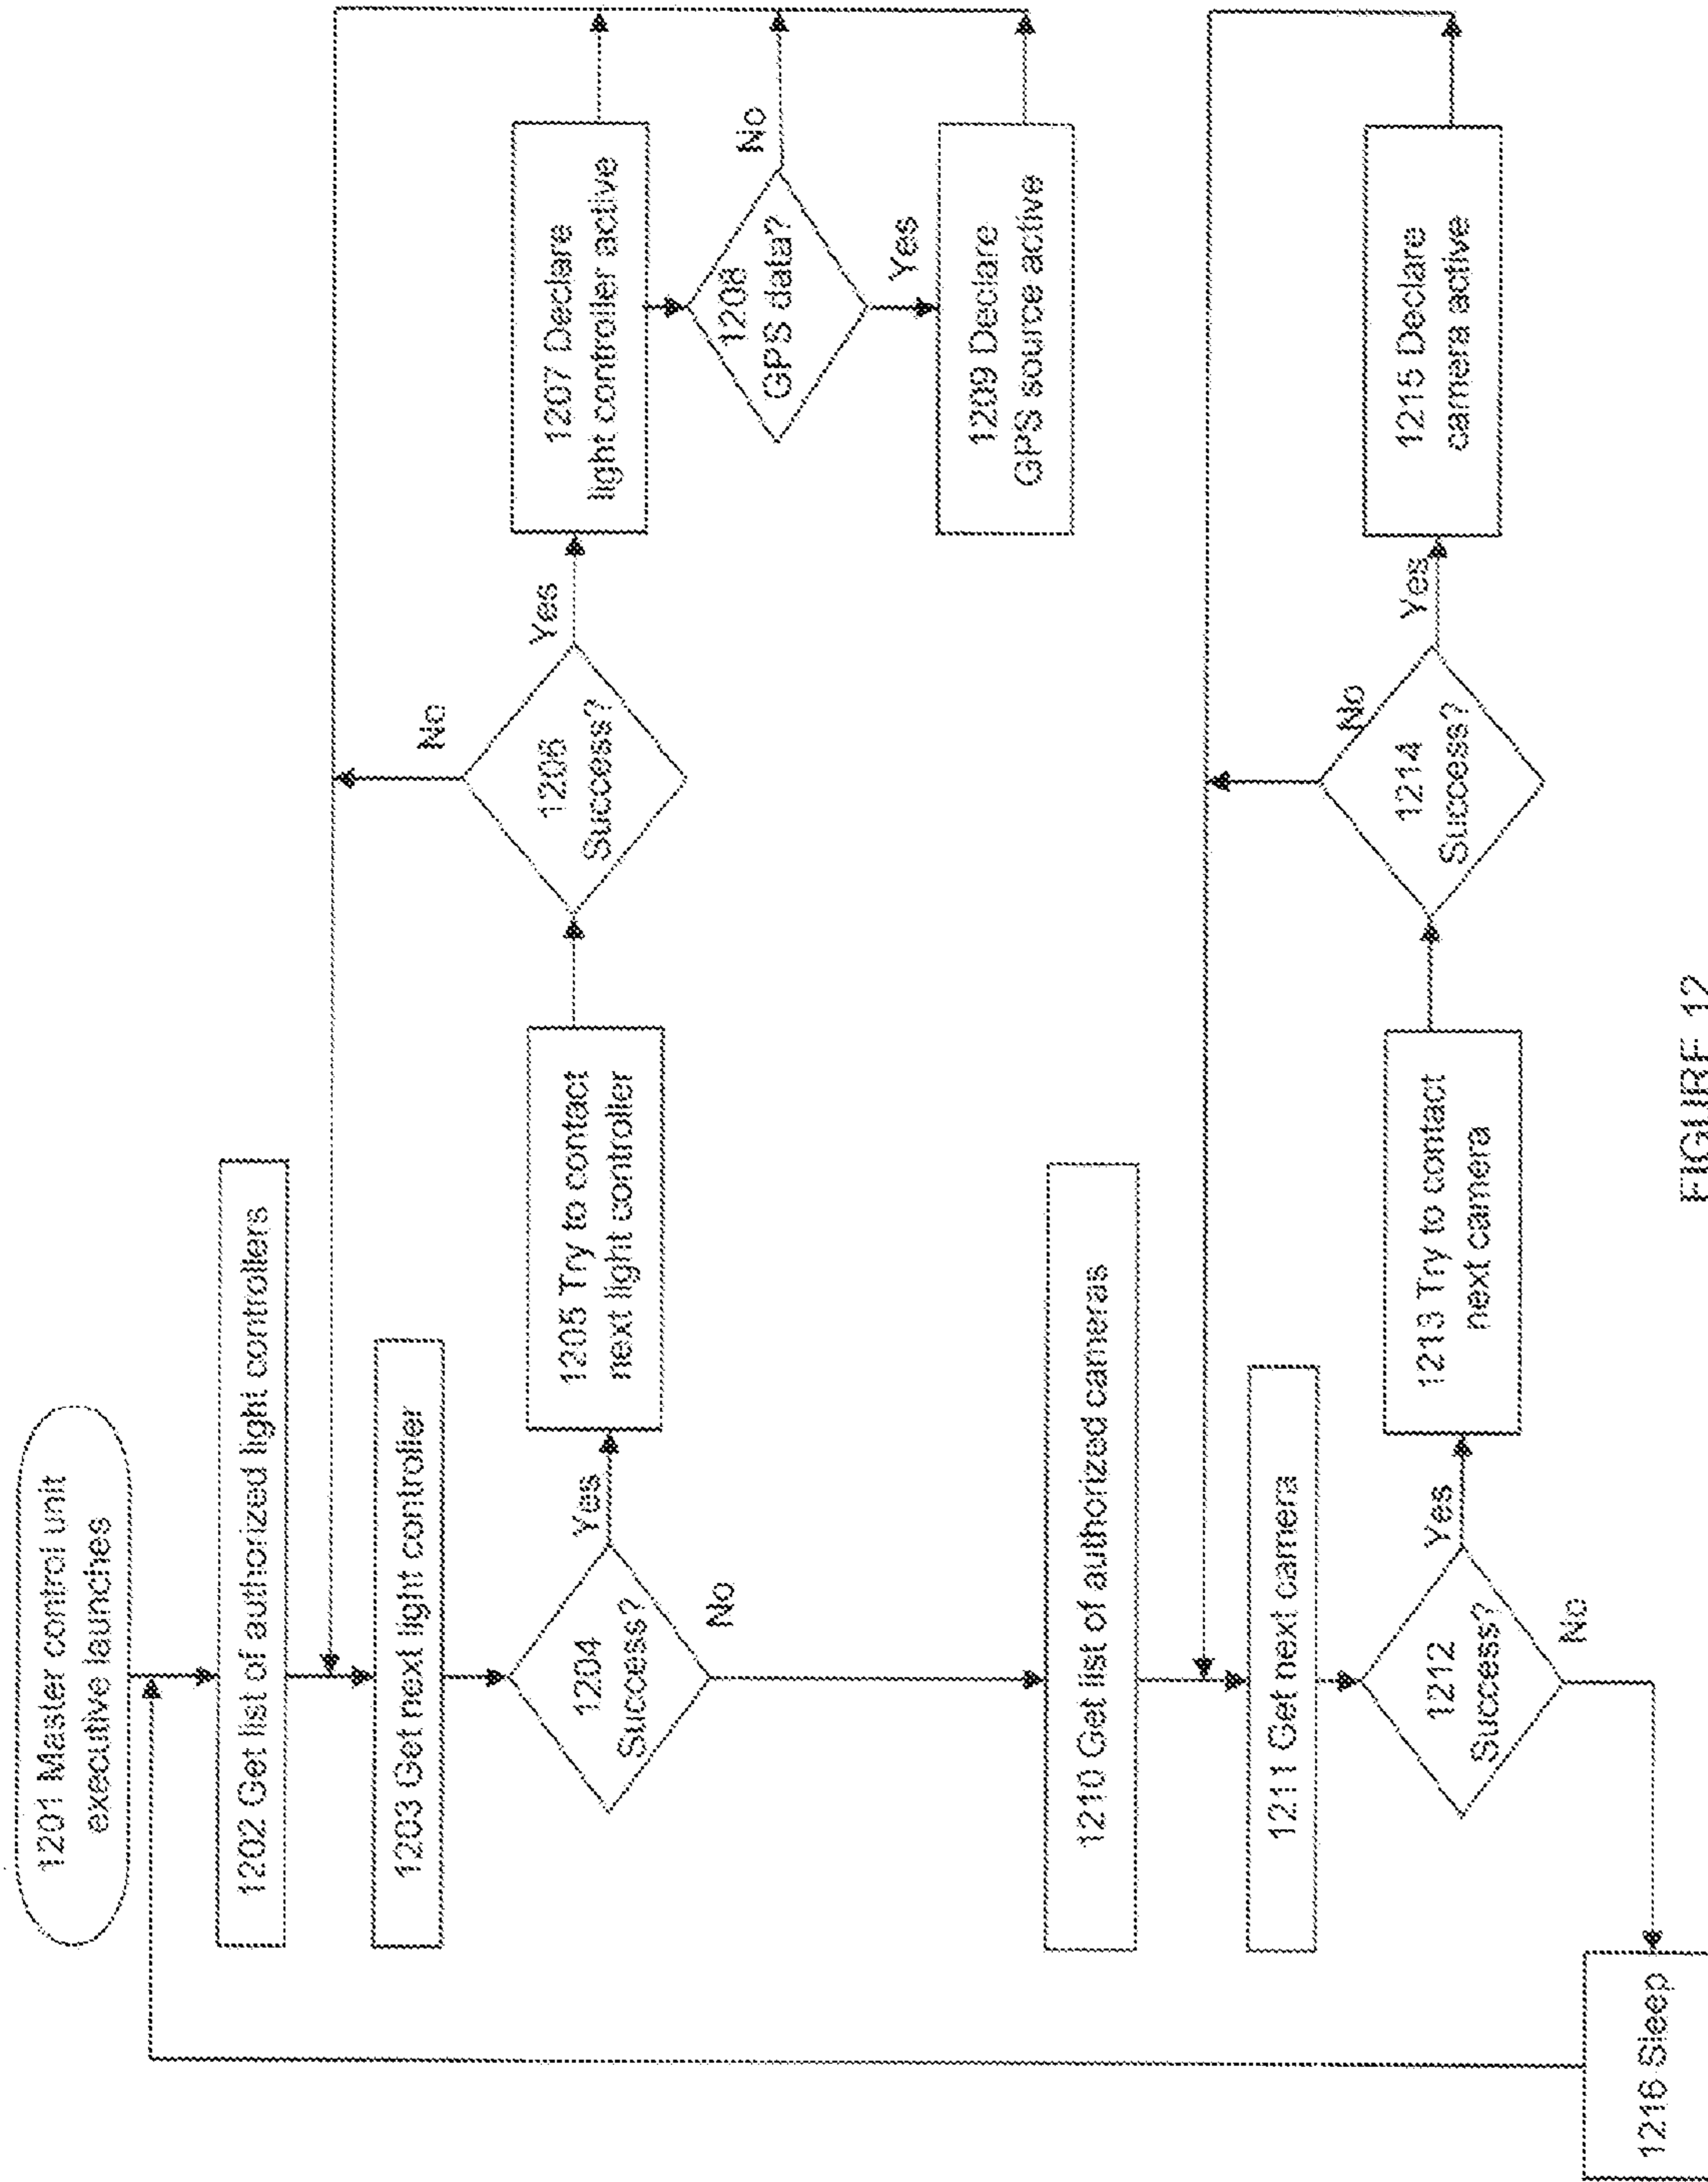 1201 Master control unit
executive launches
1202 Get list of authorized light controllers
1203 Get next light controller
1204
Success?
Yes
No
1205 Try to contact
next light controller
1206
Success?
No
Yes
1207 Declare
light controller active
1208
GPS data?
No
Yes
1209 Declare
GPS source active
1210 Get list of authorized cameras
1211 Get next camera
1212
Success?
Yes
No
1213 Try to contact
next camera
1214
Success?
No
Yes
1215 Declare
camera active
1216 Sleep
FIGURE 12